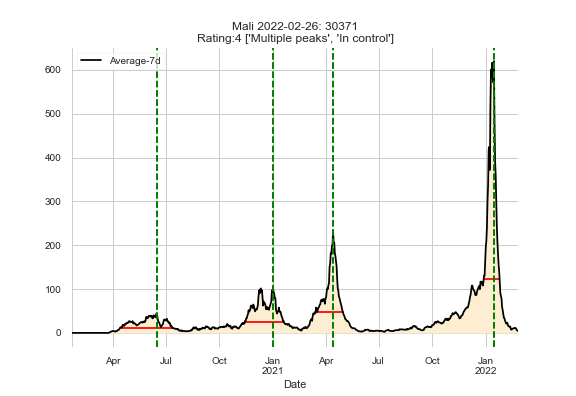 Mali 2022-02-26: 30371
Rating:4 ['Multiple peaks', 'In control']
Average-7d
600
500
400
300
200
100
0
Apr Jul Oct Jan Apr Jul Oct Jan
2021 2022
Date